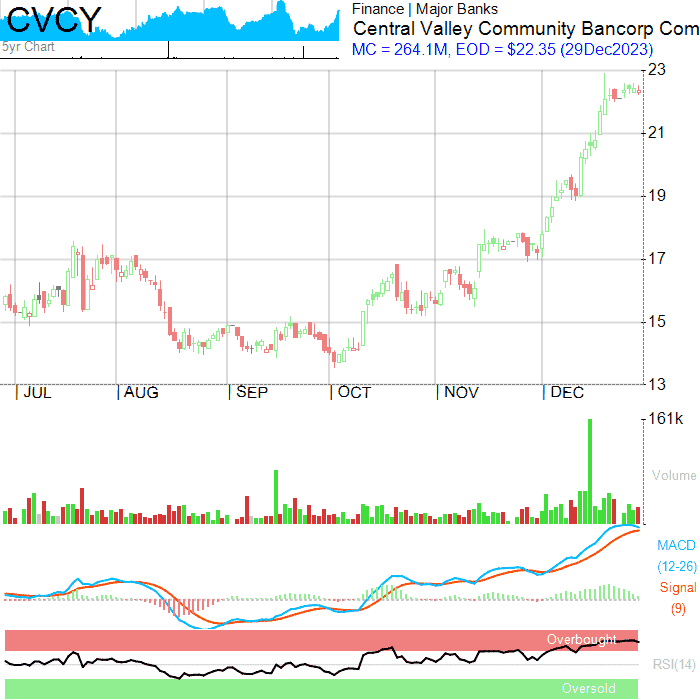 CVCY
5yr Chart
Finance | Major Banks
Central Valley Community Bancorp Com
MC = 264.1M, EOD = $22.35 (29Dec2023)
23
21
19
17
15
13
JUL
AUG
SEP
OCT
NOV
DEC
161k
Volume
MACD
(12-26)
Signal
(9)
Overbought
RSI(14)
Oversold